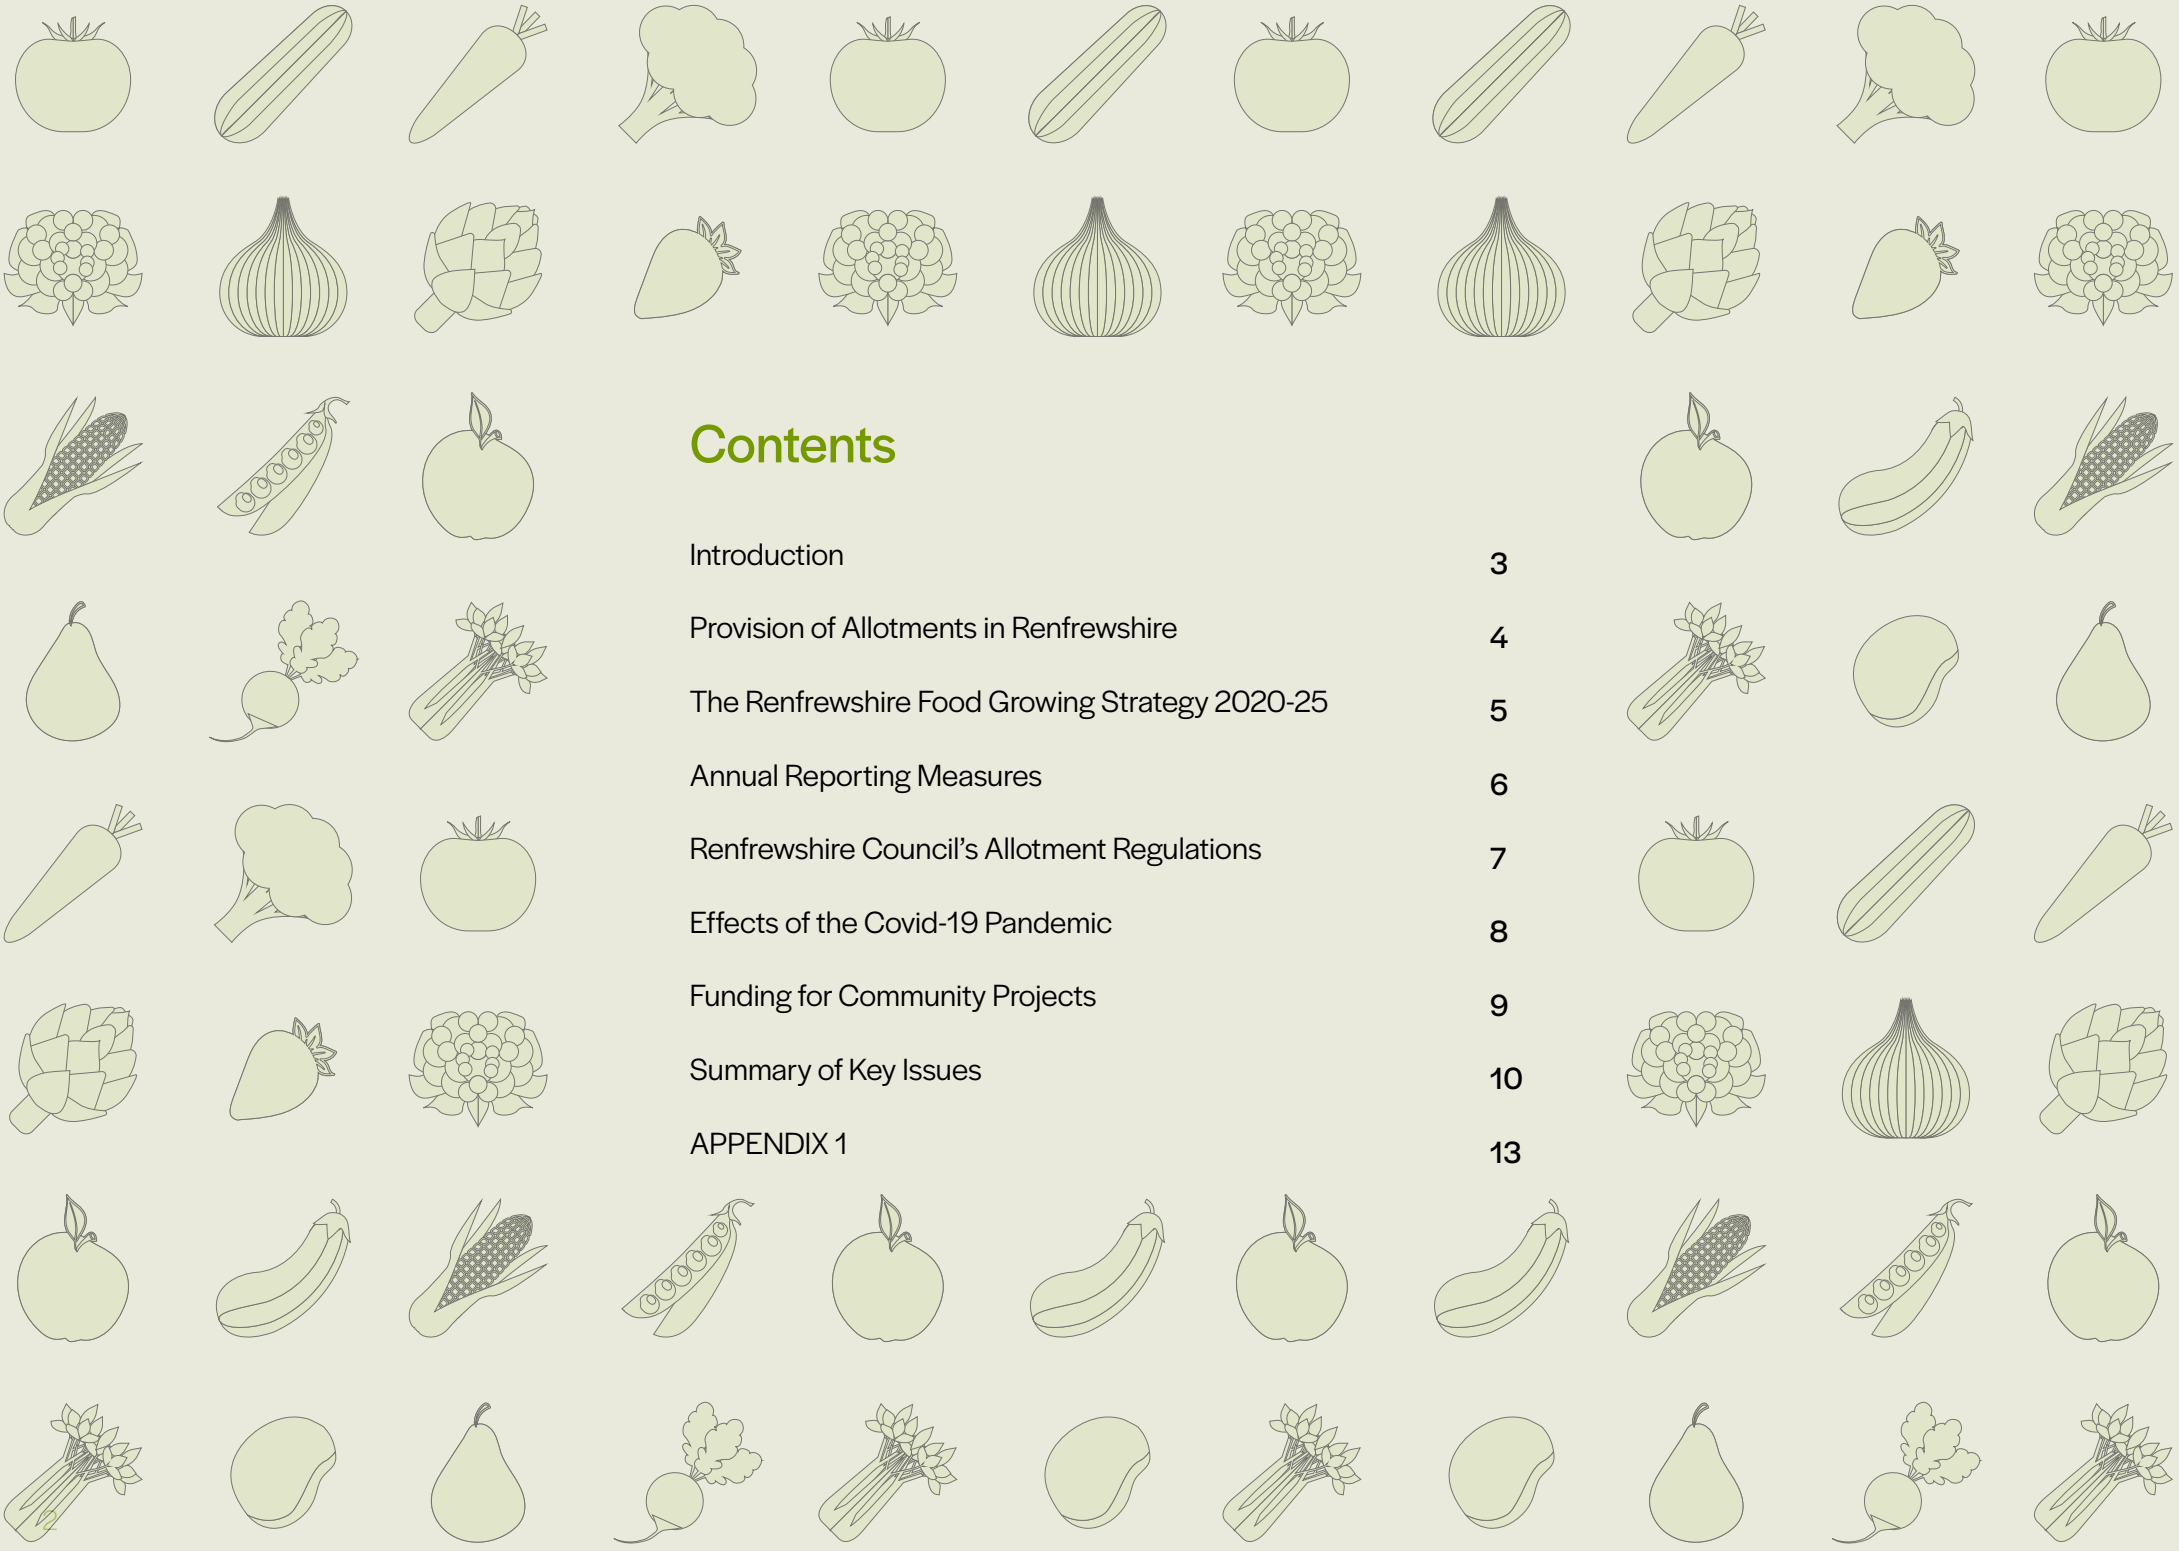 Contents
Introduction 3
Provision of Allotments in Renfrewshire 4
The Renfrewshire Food Growing Strategy 2020-25 5
Annual Reporting Measures 6
Renfrewshire Council’s Allotment Regulations 7
Effects of the Covid-19 Pandemic 8
Funding for Community Projects 9
Summary of Key Issues 10
APPENDIX 1 13
2